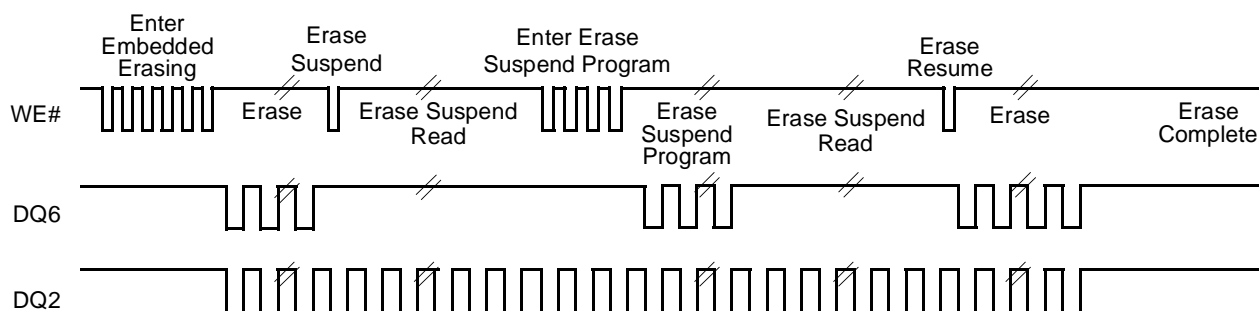 Enter
Embedded
Erasing
Erase
Suspend
Enter Erase
Suspend Program
Erase
Resume
WE#
Erase
Erase Suspend
Read
Erase
Suspend
Program
Erase Suspend
Read
Erase
Erase
Complete
DQ6
DQ2